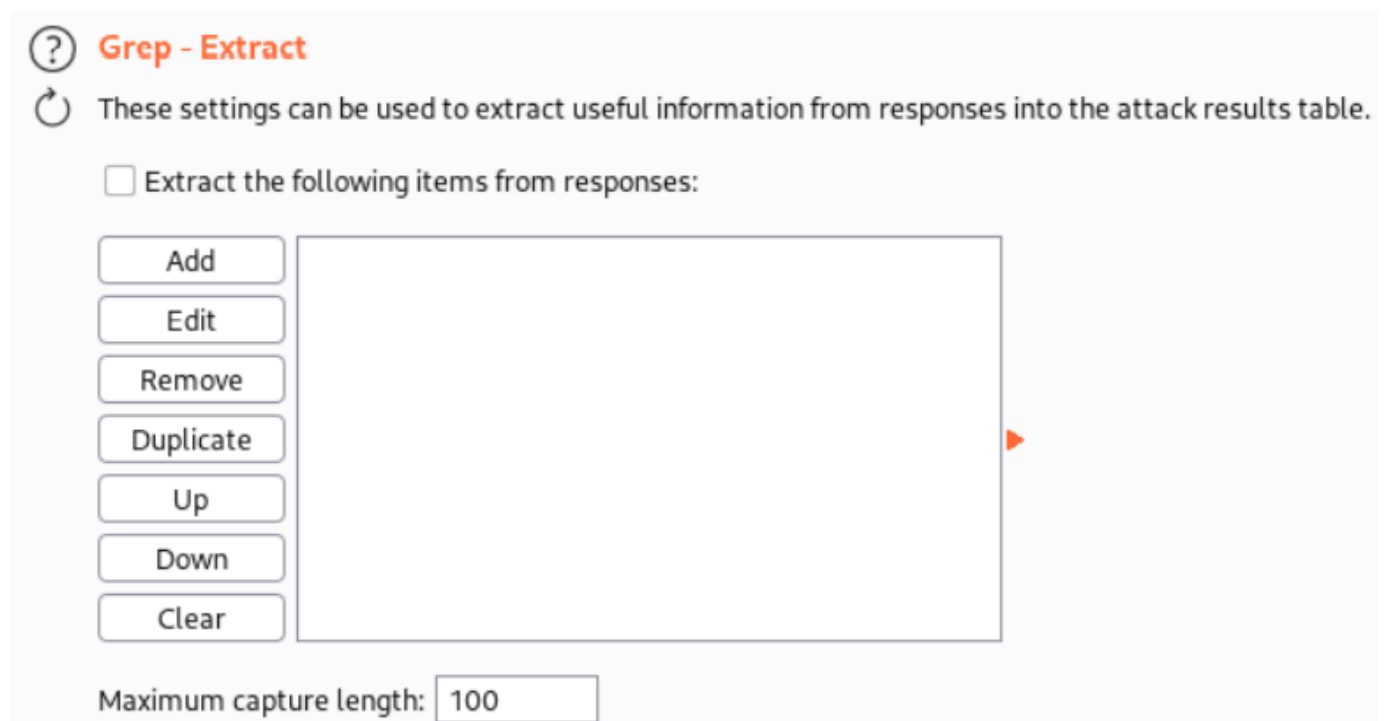 Grep - Extract
These settings can be used to extract useful information from responses into the attack results table.
Extract the following items from responses:
Add
Edit
Remove
Duplicate
Up
Down
Clear
Maximum capture length: 100